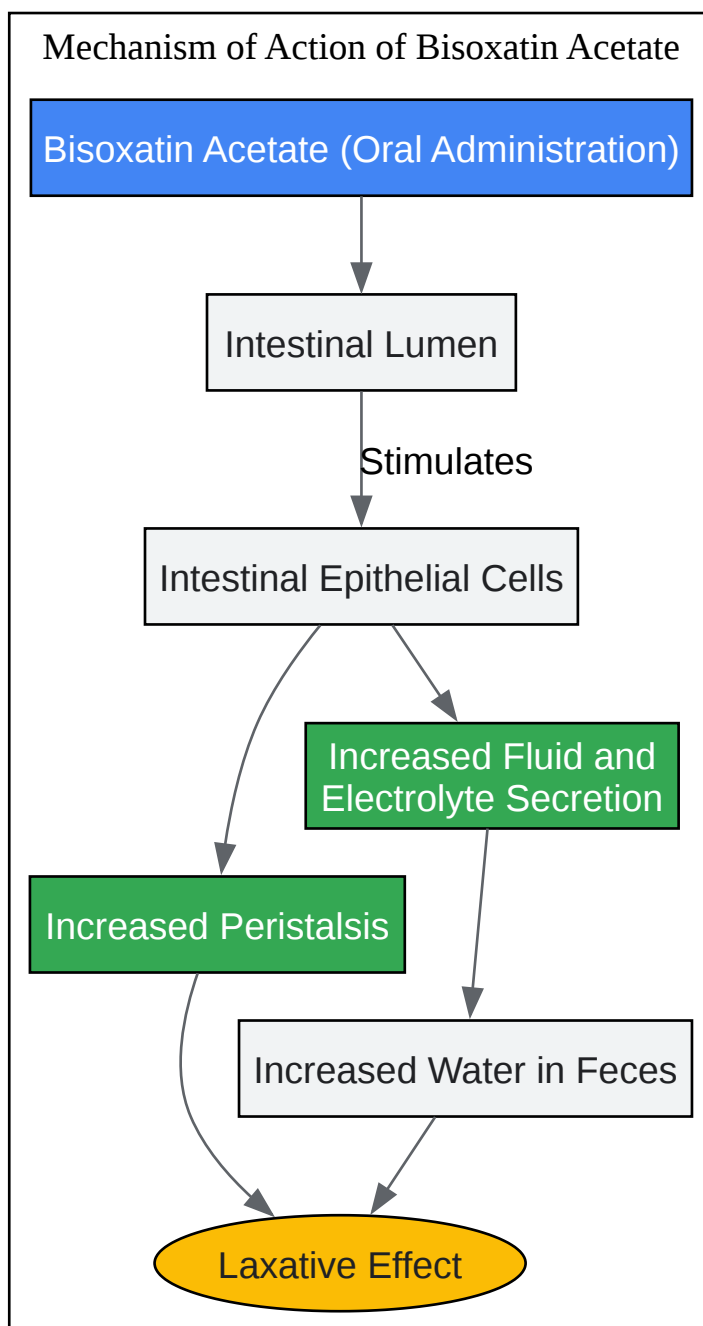 Mechanism of Action of Bisoxatin Acetate
Bisoxatin Acetate (Oral Administration)
Intestinal Lumen
Stimulates
Intestinal Epithelial Cells
Increased Fluid and
Electrolyte Secretion
Increased Peristalsis
Increased Water in Feces
Laxative Effect